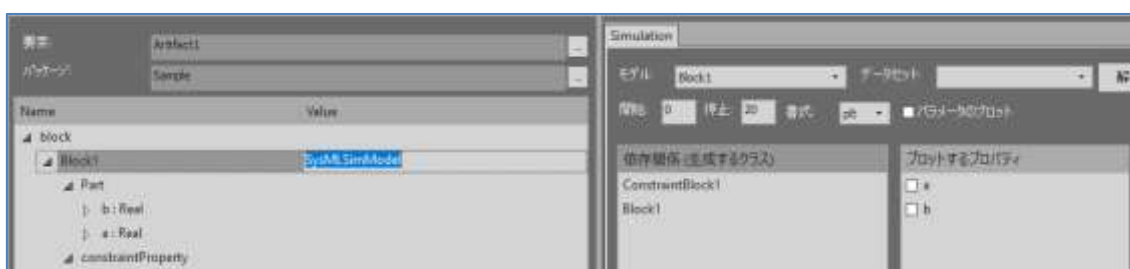 要素:
Artifact1
...
パッケージ:
Sample
...
Name Value
block
Block1 SysMLSimModel
Part
b : Real
a : Real
constraintProperty
Simulation
モデル: Block1 データセット:
開始: 0 停止: 20 書式: plt パラメータのプロット
依存関係 (生成するクラス)
ConstraintBlock1
Block1
プロットするプロパティ
a
b